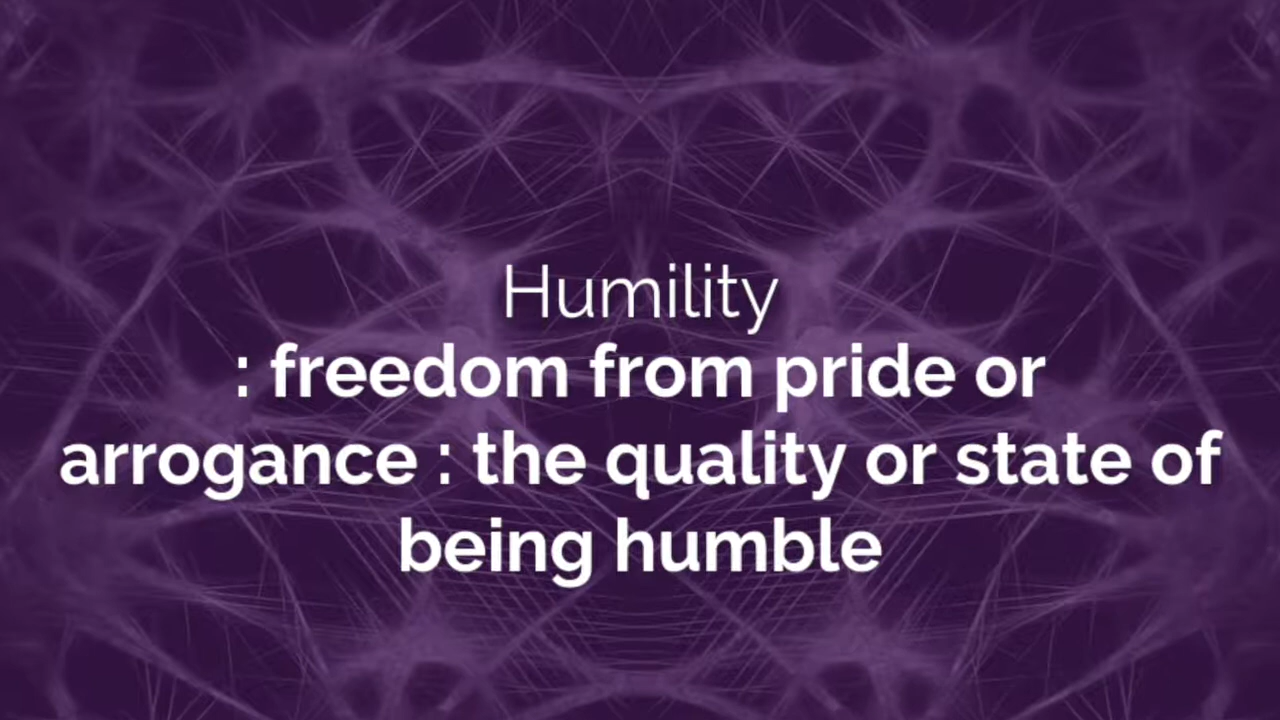 Humility
: freedom from pride or
arrogance : the quality or state of
being humble